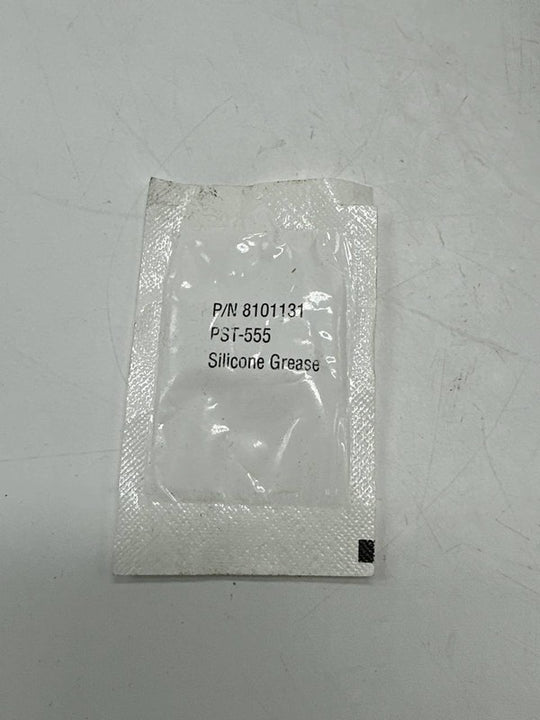 P/N 8101131
PST-555
Silicone Grease